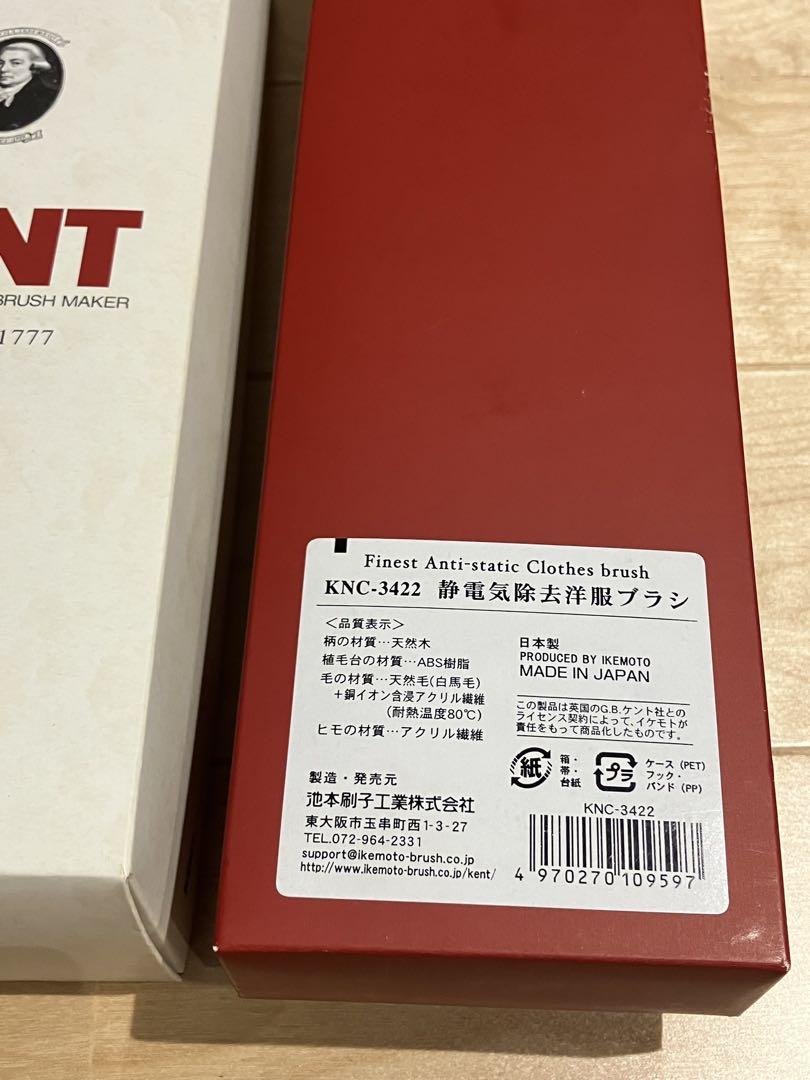 NT
BRUSH MAKER
1777
Finest Anti-static Clothes brush
KNC-3422 静電気除去洋服ブラシ
＜品質表示＞
柄の材質…天然木
植毛台の材質…ABS樹脂
毛の材質…天然毛(白馬毛)
＋銅イオン含浸アクリル繊維
(耐熱温度80℃)
ヒモの材質…アクリル繊維
日本製
PRODUCED BY IKEMOTO
MADE IN JAPAN
この製品は英国のG.B.ケント社との
ライセンス契約によって、イケモトが
責任をもって商品化したものです。
紙
箱・
帯・
台紙
プラ
ケース (PET)
フック・
バンド (PP)
製造・発売元
池本刷子工業株式会社
東大阪市玉串町西1-3-27
TEL.072-964-2331
support@ikemoto-brush.co.jp
http://www.ikemoto-brush.co.jp/kent/
KNC-3422
4 970270 109597